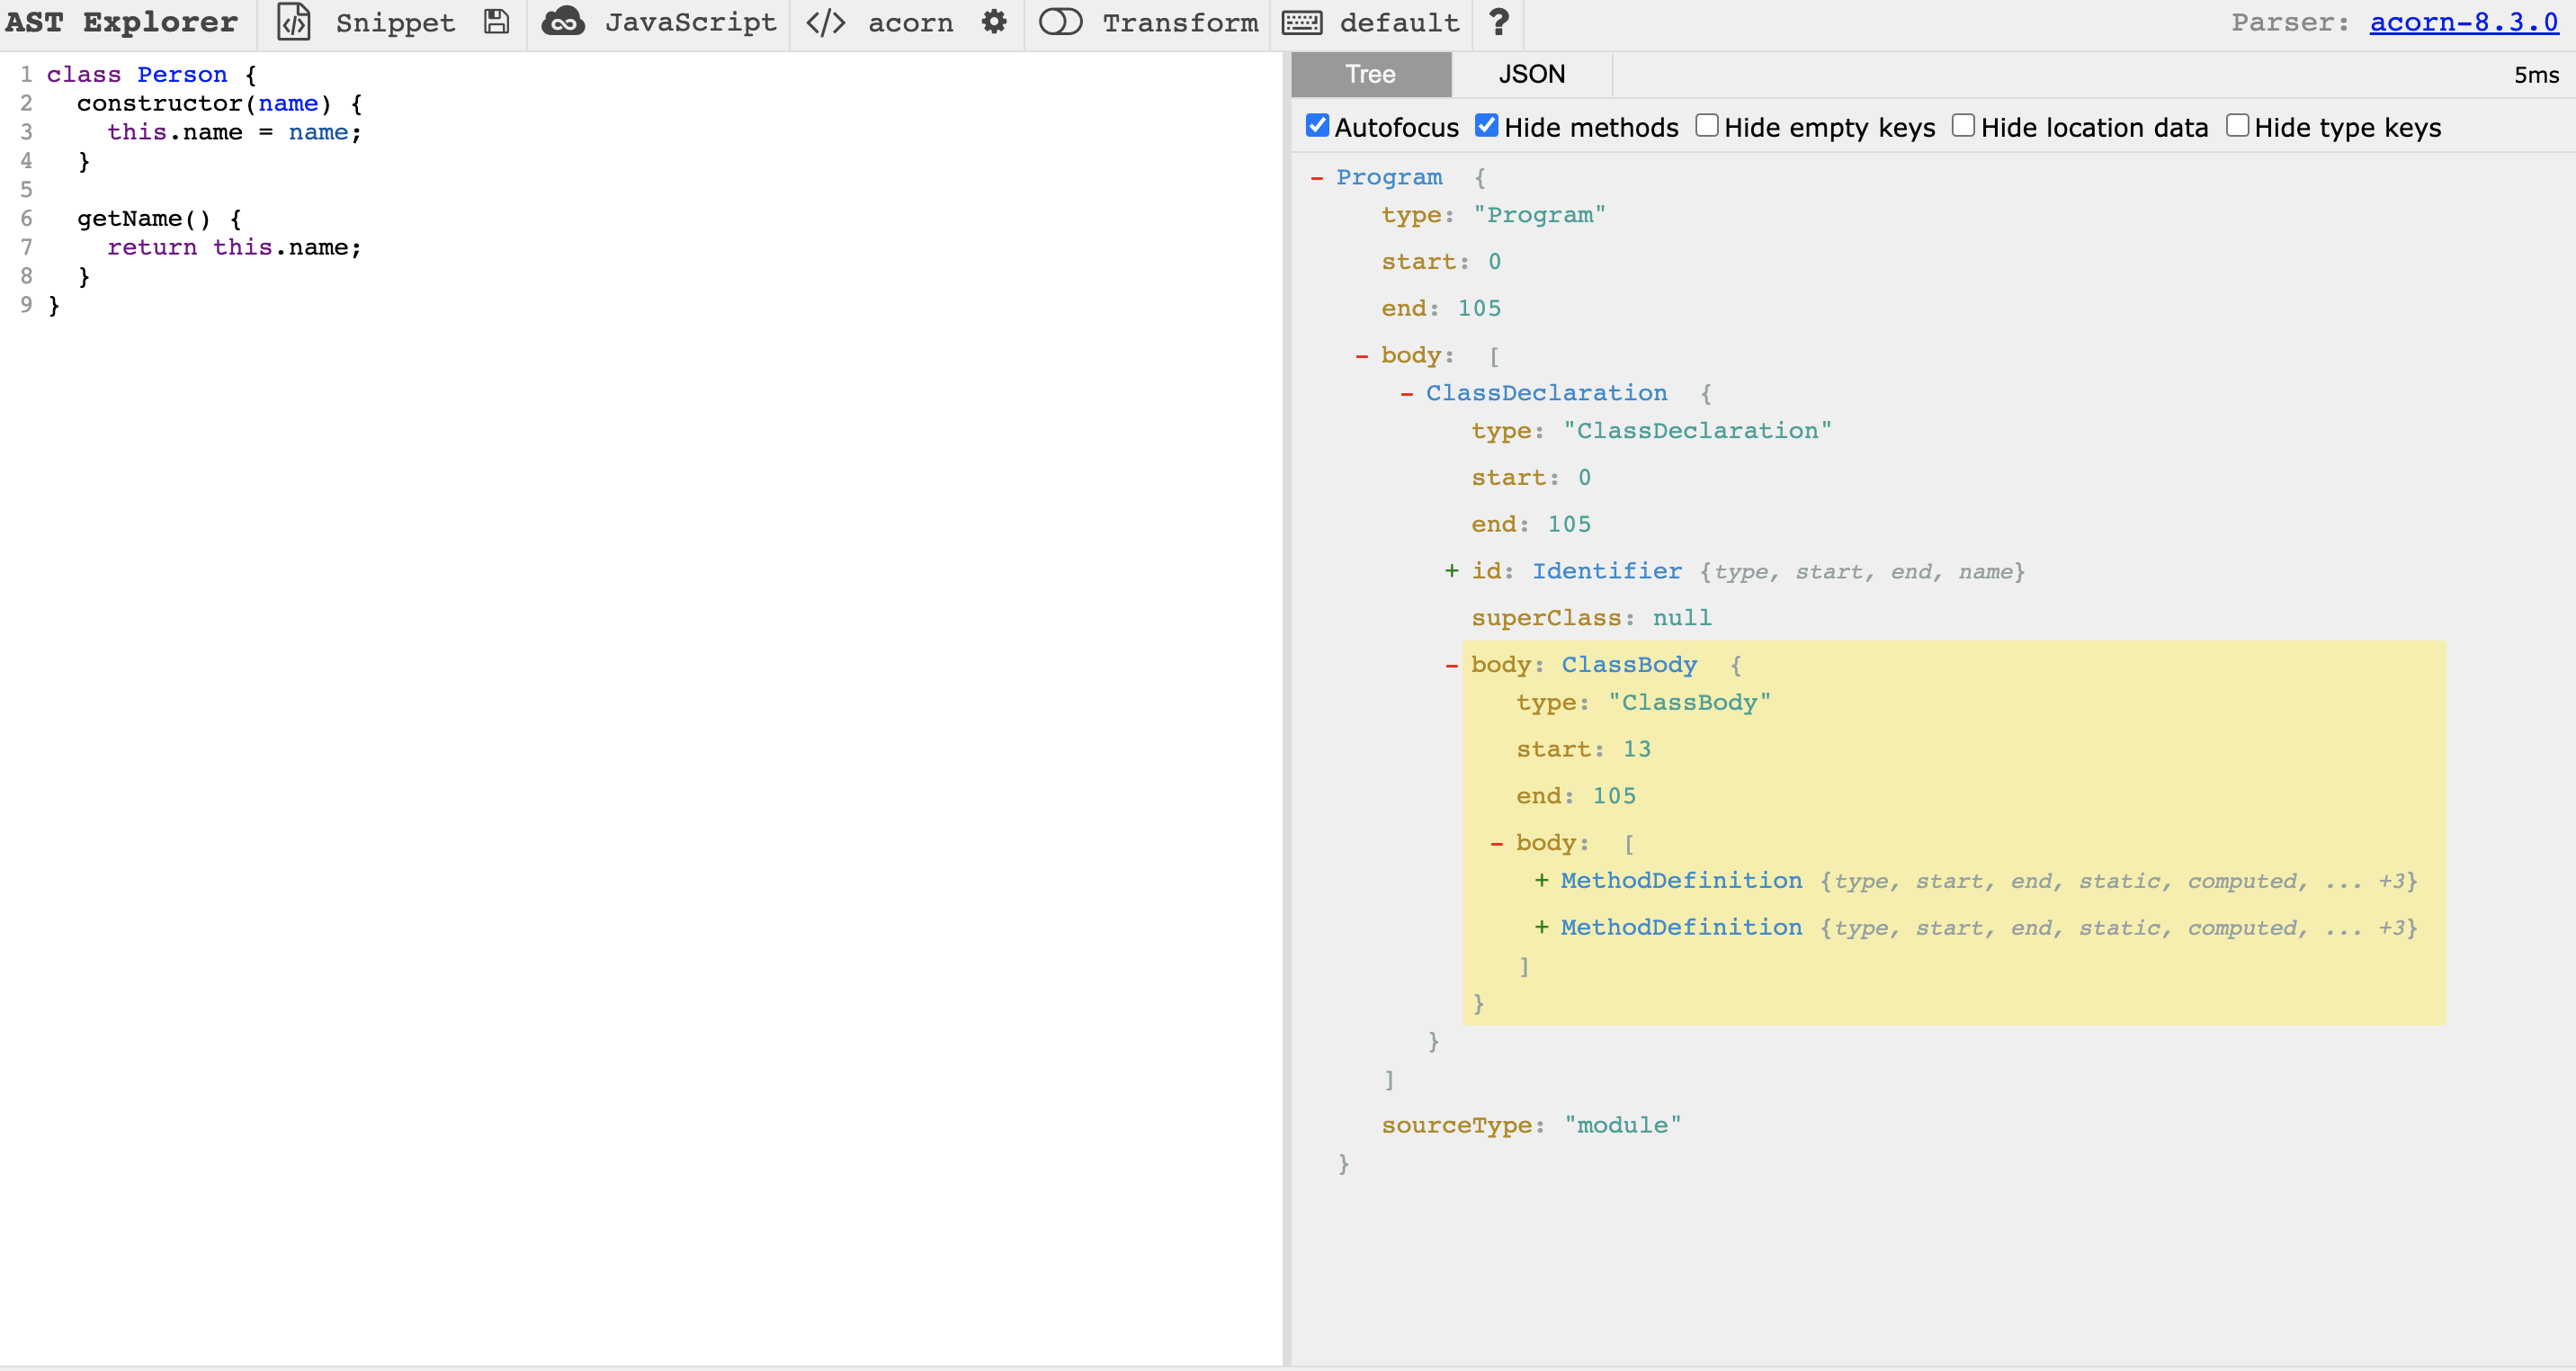 AST Explorer Snippet JavaScript </> acorn Transform default ? Parser: acorn-8.3.0
1 class Person {
2   constructor(name) {
3     this.name = name;
4   }
5
6   getName() {
7     return this.name;
8   }
9 }
Tree JSON 5ms
Autofocus Hide methods Hide empty keys Hide location data Hide type keys
- Program {
type: "Program"
start: 0
end: 105
- body: [
- ClassDeclaration {
type: "ClassDeclaration"
start: 0
end: 105
+ id: Identifier {type, start, end, name}
superClass: null
- body: ClassBody {
type: "ClassBody"
start: 13
end: 105
- body: [
+ MethodDefinition {type, start, end, static, computed, ... +3}
+ MethodDefinition {type, start, end, static, computed, ... +3}
]
}
}
]
sourceType: "module"
}